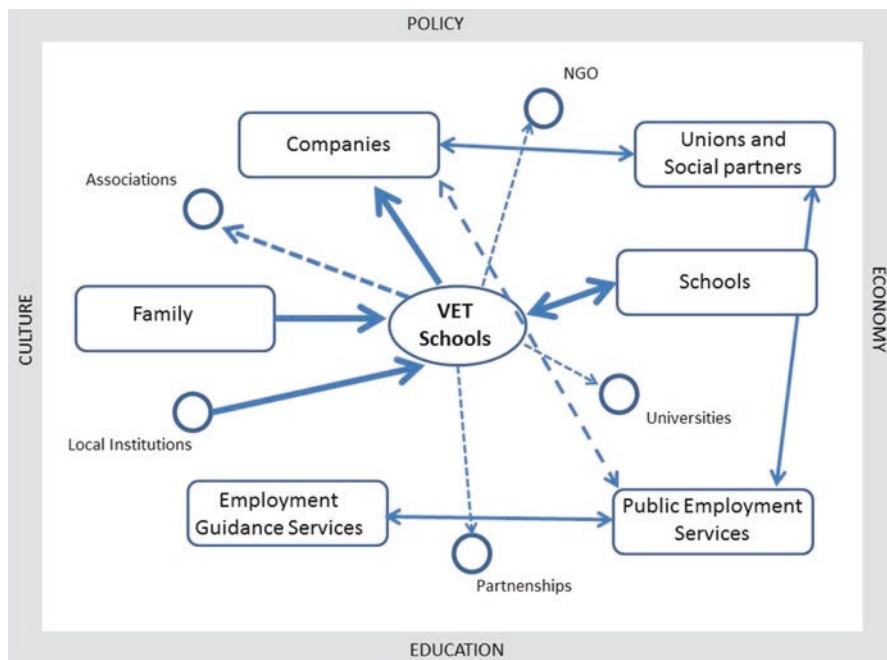 POLICY
NGO
Companies
Unions and
Social partners
Associations
CULTURE
ECONOMY
Family
VET
Schools
Schools
Local Institutions
Universities
Employment
Guidance Services
Public Employment
Services
Partnenships
EDUCATION